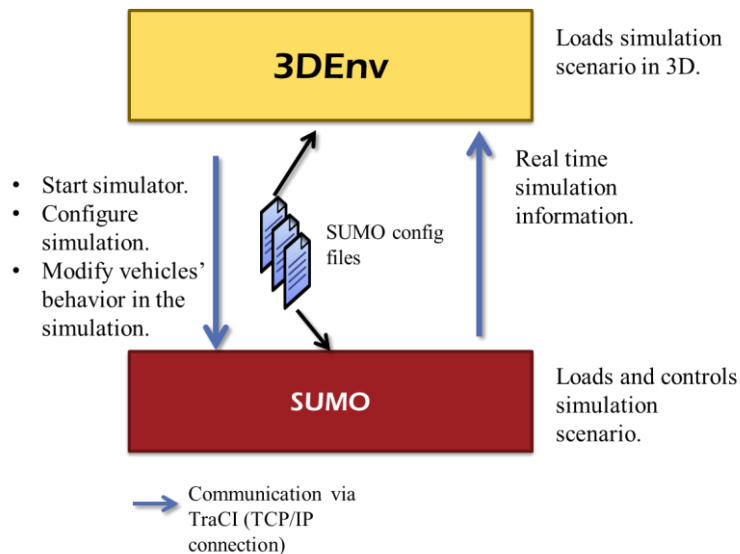 3DEnv
Loads simulation
scenario in 3D.
• Start simulator.
• Configure
simulation.
• Modify vehicles’
behavior in the
simulation.
SUMO config
files
Real time
simulation
information.
SUMO
Loads and controls
simulation
scenario.
Communication via
TraCI (TCP/IP
connection)